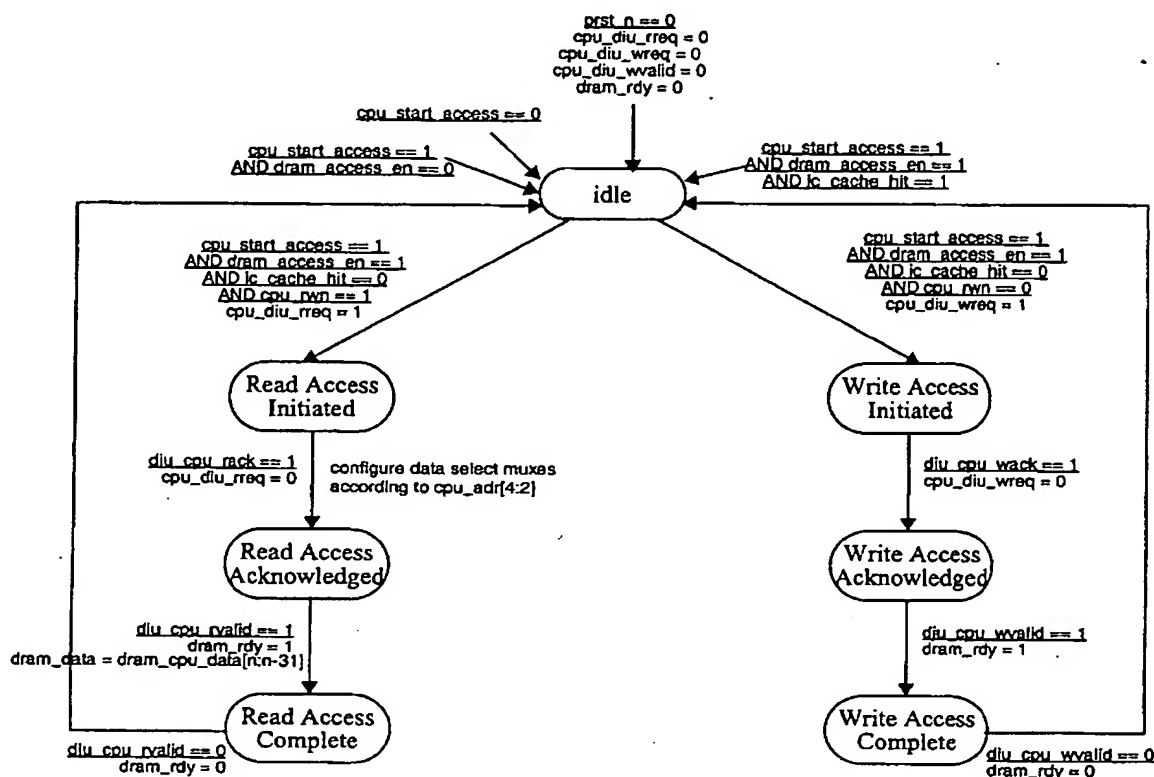 prst_n == 0
cpu_diu_rreq = 0
cpu_diu_wreq = 0
cpu_diu_wvalid = 0
dram_rdy = 0
cpu_start_access == 0
cpu_start_access == 1
AND dram_access_en == 0
cpu_start_access == 1
AND dram_access_en == 1
AND ic_cache_hit == 1
idle
cpu_start_access == 1
AND dram_access_en == 1
AND ic_cache_hit == 0
AND cpu_rwn == 1
cpu_diu_rreq = 1
cpu_start_access == 1
AND dram_access_en == 1
AND ic_cache_hit == 0
AND cpu_rwn == 0
cpu_diu_wreq = 1
Read Access
Initiated
Write Access
Initiated
diu_cpu_rack == 1
cpu_diu_rreq = 0
configure data select muxes
according to cpu_adr[4:2]
diu_cpu_wack == 1
cpu_diu_wreq = 0
Read Access
Acknowledged
Write Access
Acknowledged
diu_cpu_rvalid == 1
dram_rdy = 1
dram_data = dram_cpu_data[n:n-31]
diu_cpu_wvalid == 1
dram_rdy = 1
Read Access
Complete
Write Access
Complete
diu_cpu_rvalid == 0
dram_rdy = 0
diu_cpu_wvalid == 0
dram_rdy = 0